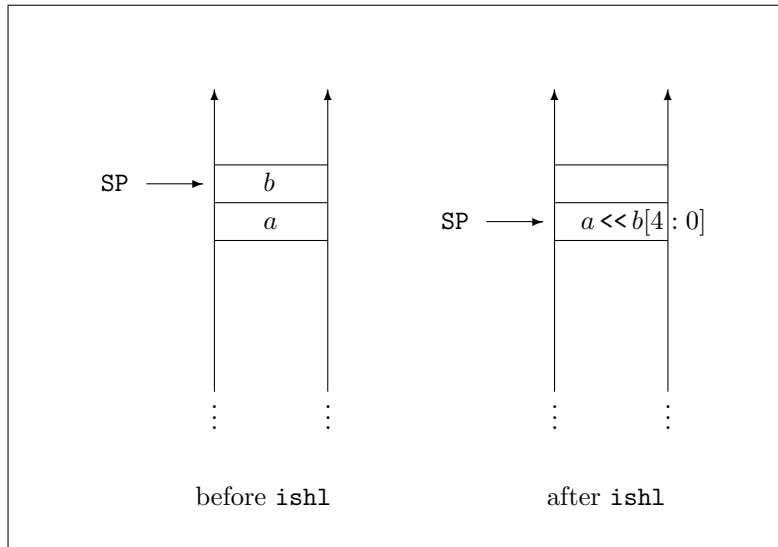 SP
b
a
SP
a << b[4 : 0]
⋮ ⋮ ⋮ ⋮
before ishl
after ishl